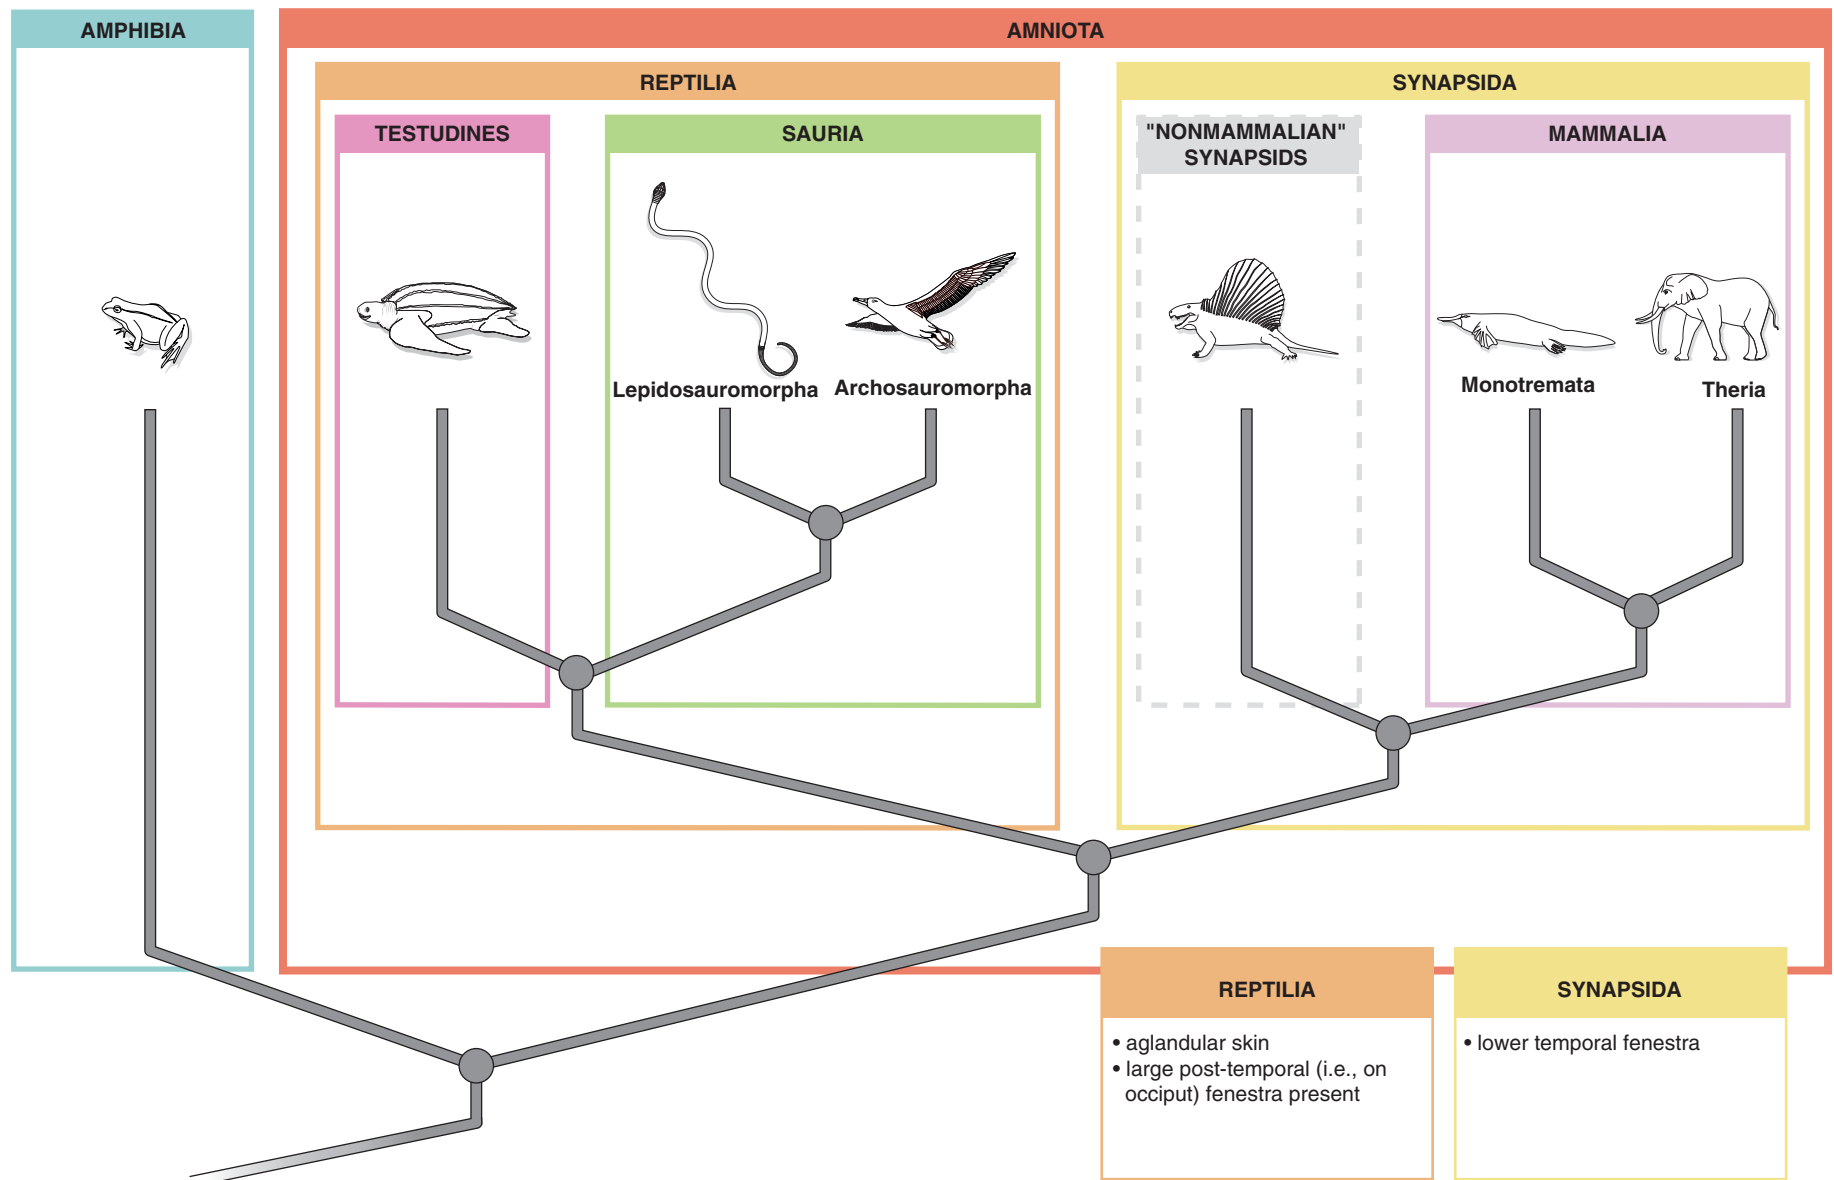 AMPHIBIA
AMNIOTA
REPTILIA
SYNAPSIDA
TESTUDINES
SAURIA
"NONMAMMALIAN"
SYNAPSIDS
MAMMALIA
Lepidosauromorpha
Archosauromorpha
Monotremata
Theria
REPTILIA
• aglandular skin
• large post-temporal (i.e., on
occiput) fenestra present
SYNAPSIDA
• lower temporal fenestra